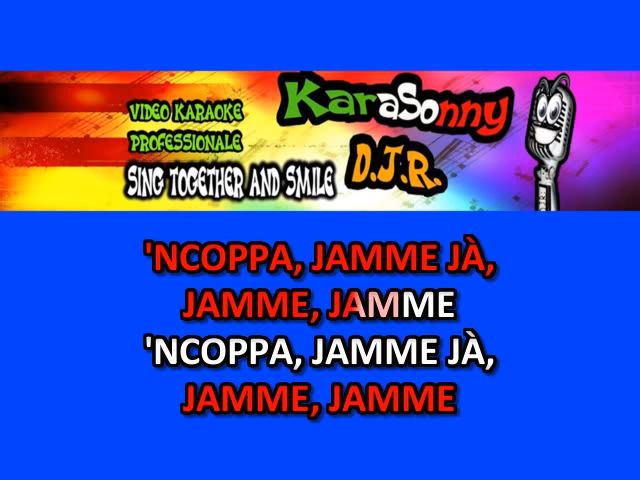 VIDEO KARAOKE
PROFESSIONALE
SING TOGETHER AND SMILE
KaraSonny
D.J.R.
'NCOPPA, JAMME JÀ,
JAMME, JAMME
'NCOPPA, JAMME JÀ,
JAMME, JAMME